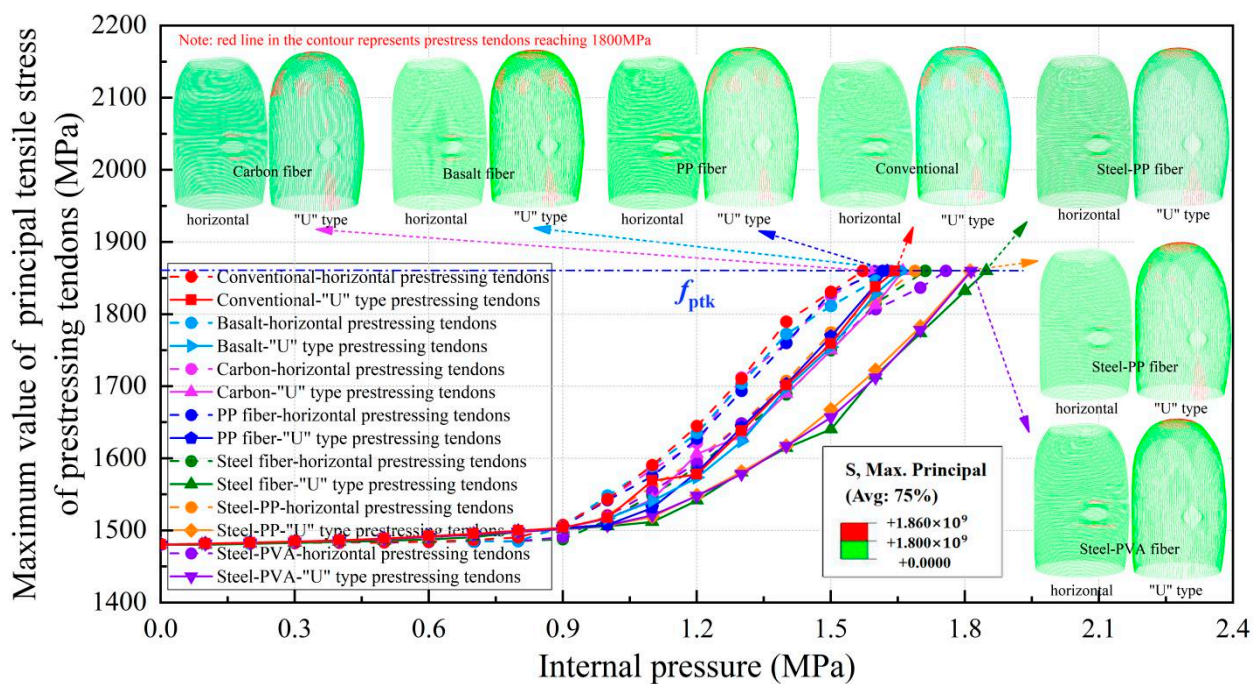 Note: red line in the contour represents prestress tendons reaching 1800MPa
Maximum value of principal tensile stress
of prestressing tendons (MPa)
2200
2100
2000
1900
1800
1700
1600
1500
1400
Carbon fiber
horizontal
"U" type
Basalt fiber
horizontal
"U" type
PP fiber
horizontal
"U" type
Conventional
horizontal
"U" type
Steel-PP fiber
horizontal
"U" type
Steel-PP fiber
horizontal
"U" type
Steel-PVA fiber
horizontal
"U" type
fptk
Conventional-horizontal prestressing tendons
Conventional-"U" type prestressing tendons
Basalt-horizontal prestressing tendons
Basalt-"U" type prestressing tendons
Carbon-horizontal prestressing tendons
Carbon-"U" type prestressing tendons
PP fiber-horizontal prestressing tendons
PP fiber-"U" type prestressing tendons
Steel fiber-horizontal prestressing tendons
Steel fiber-"U" type prestressing tendons
Steel-PP-horizontal prestressing tendons
Steel-PP-"U" type prestressing tendons
Steel-PVA-horizontal prestressing tendons
Steel-PVA-"U" type prestressing tendons
S, Max. Principal
(Avg: 75%)
+1.860×10⁹
+1.800×10⁹
+0.0000
0.0 0.3 0.6 0.9 1.2 1.5 1.8 2.1 2.4
Internal pressure (MPa)